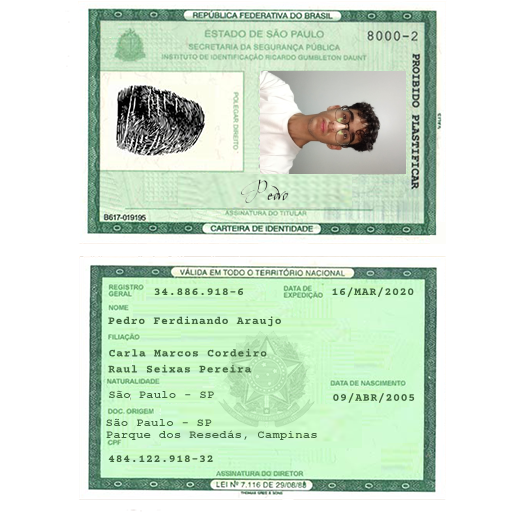 REPÚBLICA FEDERATIVA DO BRASIL
ESTADO DE SÃO PAULO
8000-2
SECRETARIA DA SEGURANÇA PÚBLICA
INSTITUTO DE IDENTIFICAÇÃO RICARDO GUMBLETON DAUNT
POLEGAR DIREITO
PROIBIDO PLASTIFICAR
Pedro
ASSINATURA DO TITULAR
B617-019195
CARTEIRA DE IDENTIDADE
VÁLIDA EM TODO O TERRITÓRIO NACIONAL
REGISTRO GERAL 34.886.918-6 DATA DE EXPEDIÇÃO 16/MAR/2020
NOME
Pedro Ferdinando Araujo
FILIAÇÃO
Carla Marcos Cordeiro
Raul Seixas Pereira
NATURALIDADE DATA DE NASCIMENTO
São Paulo - SP 09/ABR/2005
DOC. ORIGEM
São Paulo - SP
Parque dos Resedás, Campinas
CPF
484.122.918-32
ASSINATURA DO DIRETOR
LEI Nº 7.116 DE 29/08/83